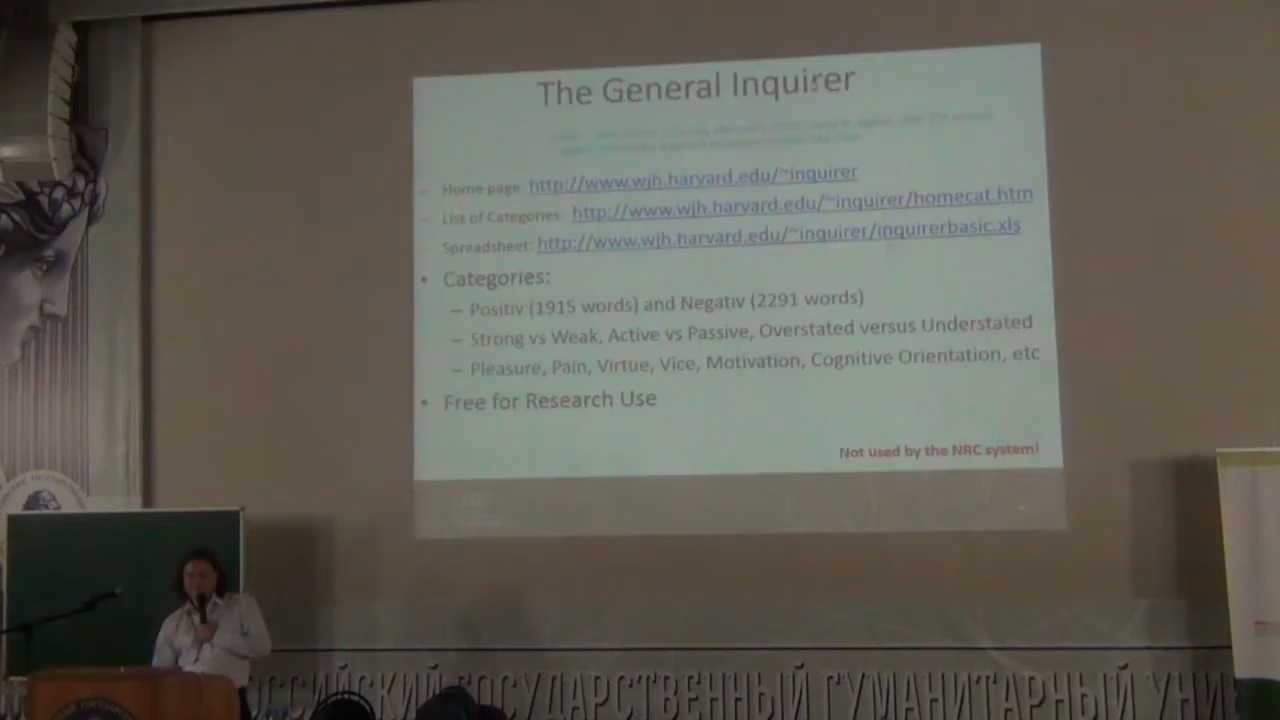 The General Inquirer
– Home page: http://www.wjh.harvard.edu/~inquirer
– List of Categories: http://www.wjh.harvard.edu/~inquirer/homecat.htm
– Spreadsheet: http://www.wjh.harvard.edu/~inquirer/inquirerbasic.xls
• Categories:
– Positiv (1915 words) and Negativ (2291 words)
– Strong vs Weak, Active vs Passive, Overstated versus Understated
– Pleasure, Pain, Virtue, Vice, Motivation, Cognitive Orientation, etc
• Free for Research Use
Not used by the NRC system!
ОССИЙСКИЙ ГОСУДАРСТВЕННЫЙ ГУМАНИТАРНЫЙ УНИВ